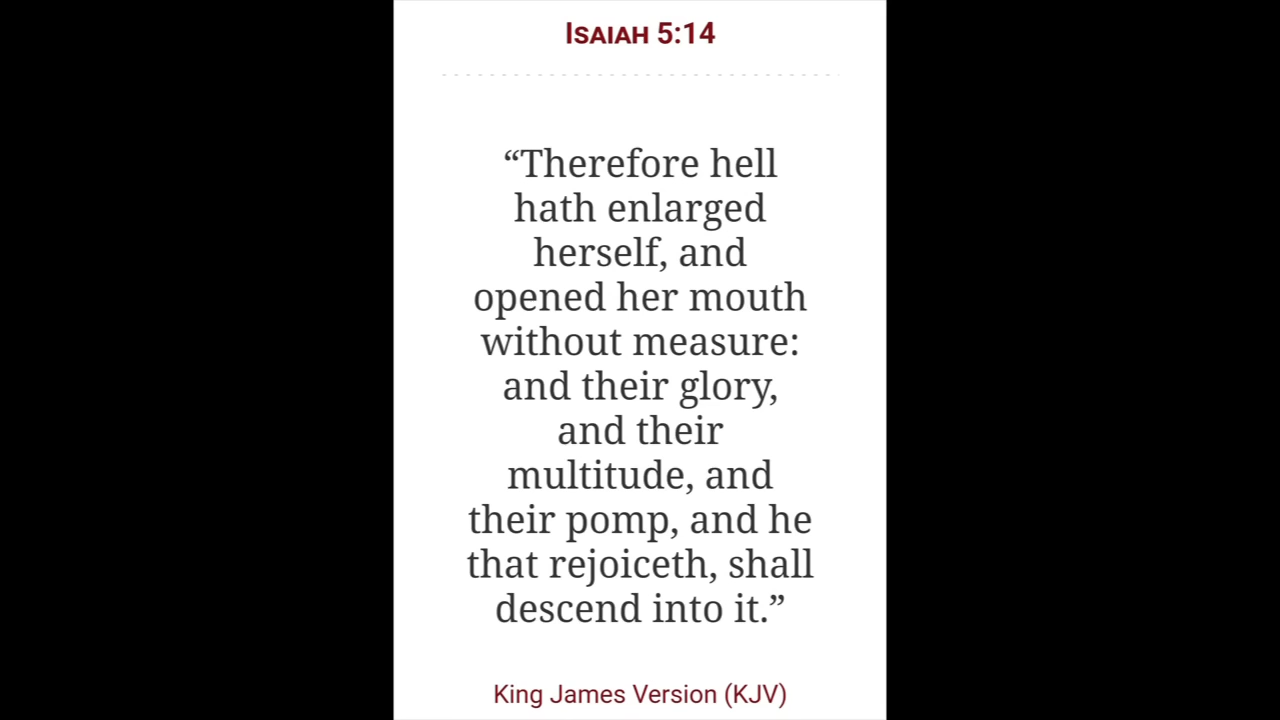 Isaiah 5:14
“Therefore hell
hath enlarged
herself, and
opened her mouth
without measure:
and their glory,
and their
multitude, and
their pomp, and he
that rejoiceth, shall
descend into it.”
King James Version (KJV)